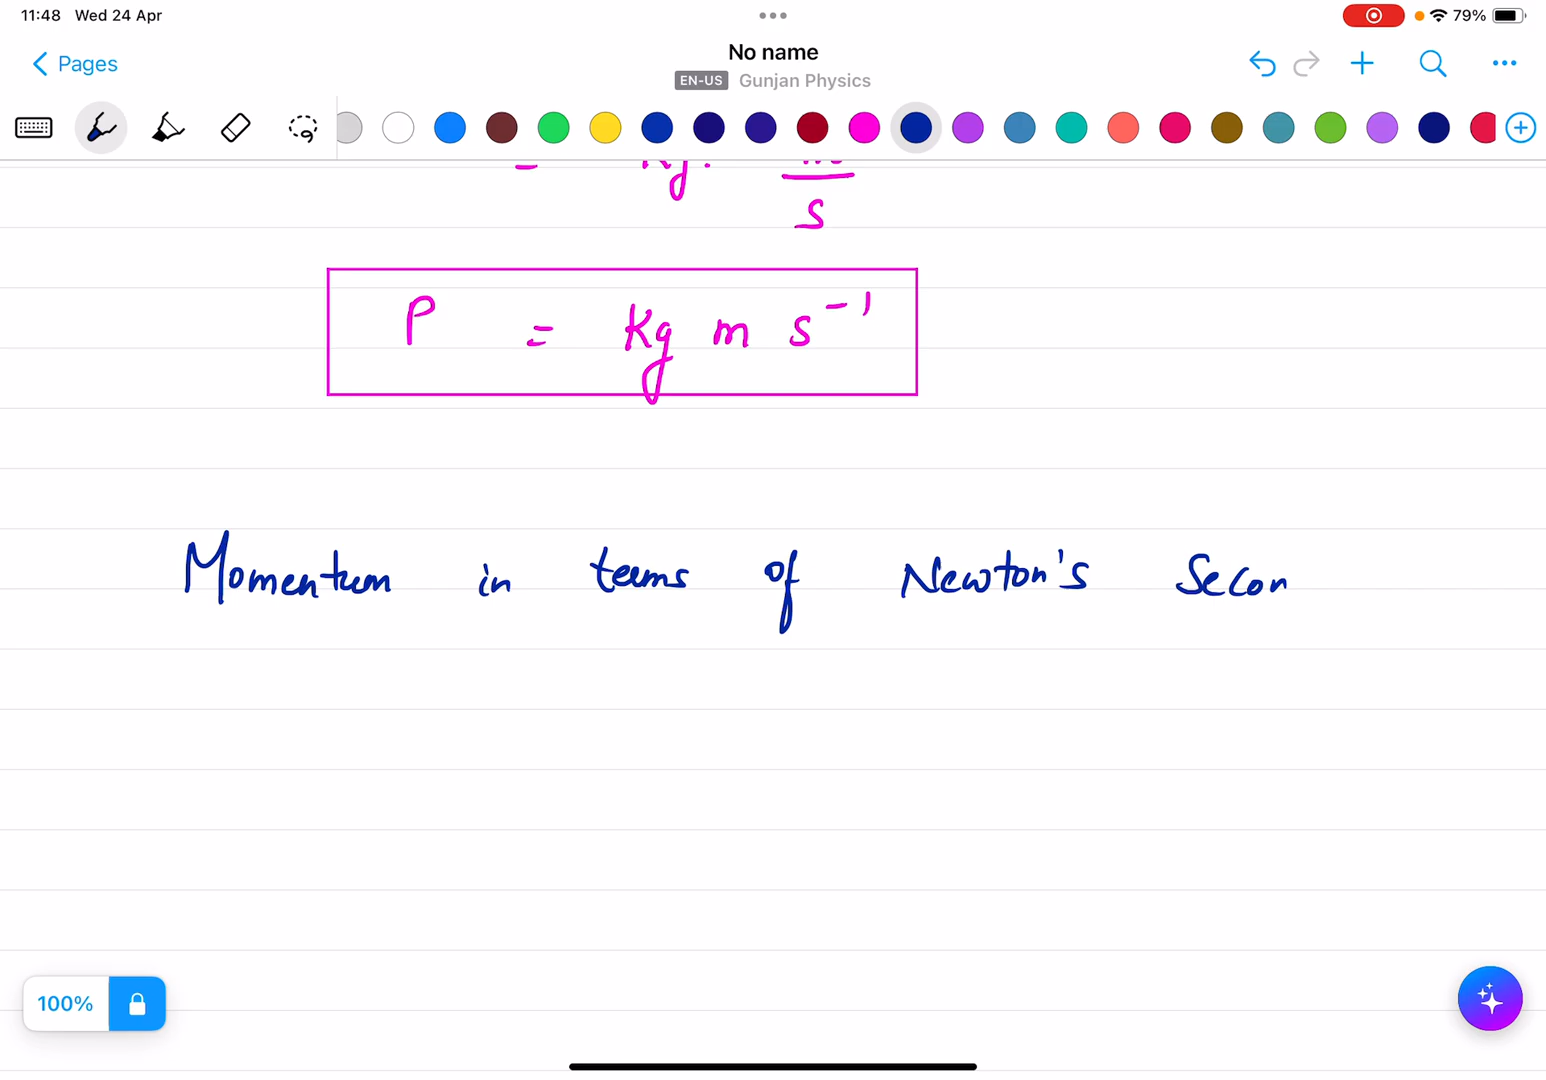 11:48 Wed 24 Apr
79%
Pages
No name
EN-US Gunjan Physics
s
P = Kg m s⁻¹
Momentum in terms of Newton's Secon
100%